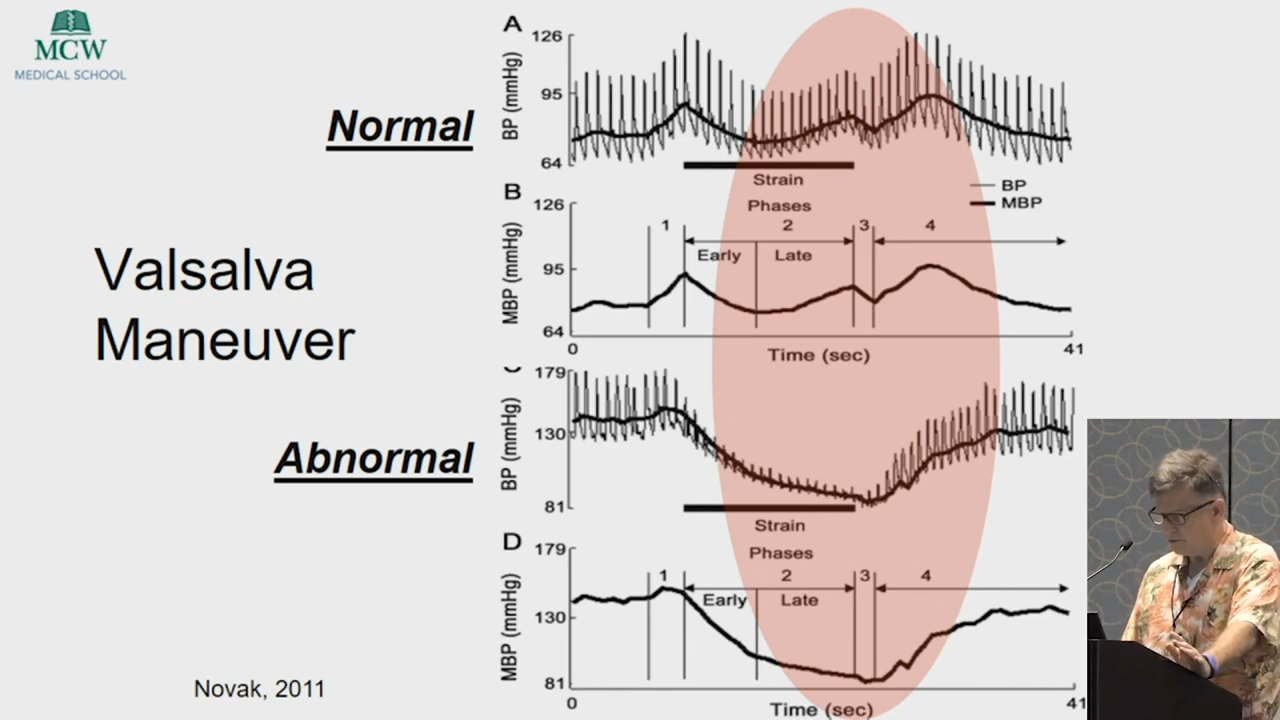 MCW
MEDICAL SCHOOL
Normal
Valsalva
Maneuver
Abnormal
Novak, 2011
A
BP (mmHg)
126
95
64
Strain
Phases
BP
MBP
B
MBP (mmHg)
126
95
64
1
2
3
4
Early
Late
0
Time (sec)
41
BP (mmHg)
179
130
81
Strain
Phases
D
MBP (mmHg)
179
130
81
1
2
3
4
Early
Late
0
Time (sec)
41